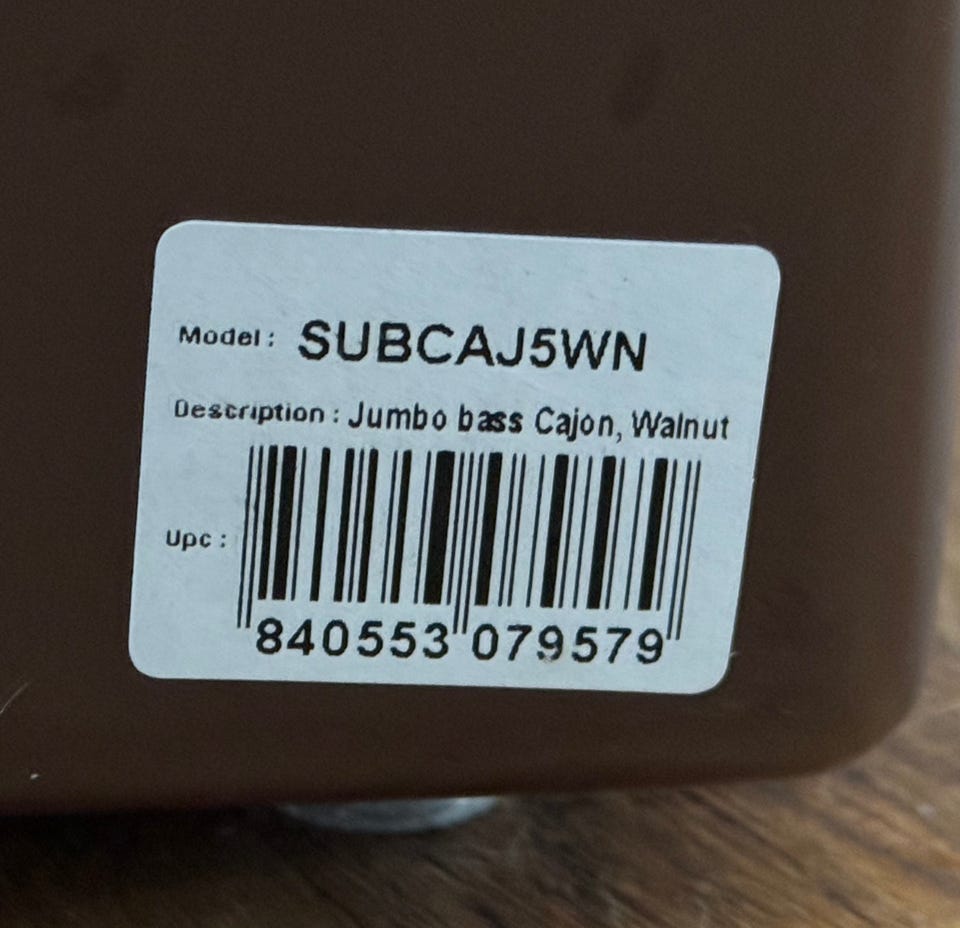 Model : SUBCAJ5WN
Description : Jumbo bass Cajon, Walnut
Upc :
840553 079579